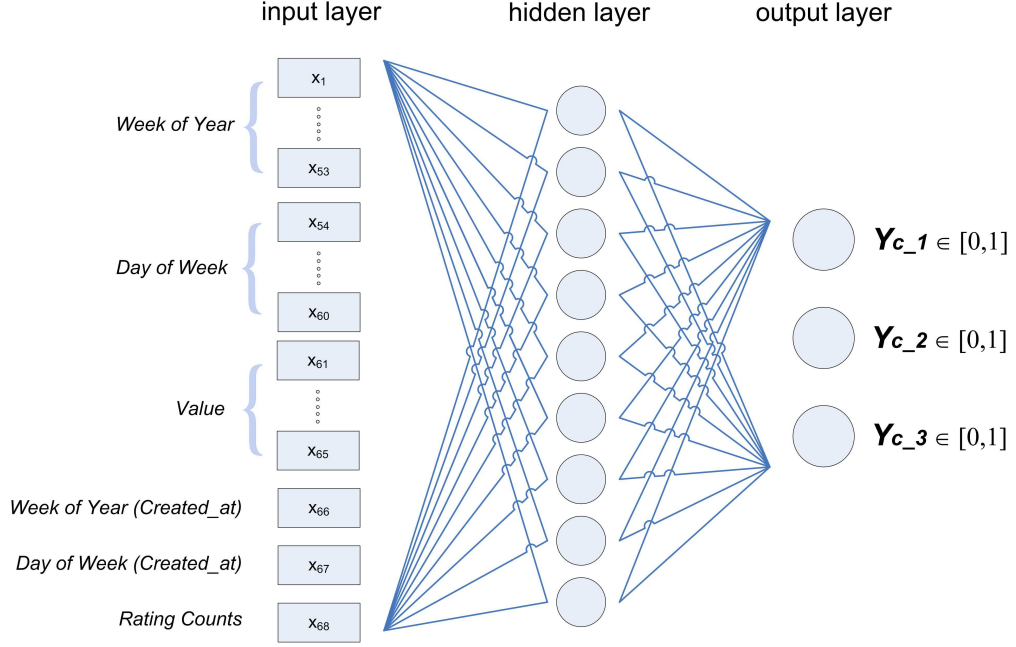 input layer
hidden layer
output layer
x1
Week of Year
x53
x54
Day of Week
x60
x61
Value
x65
Week of Year (Created_at)
x66
Day of Week (Created_at)
x67
Rating Counts
x68
Yc_1 ∈ [0,1]
Yc_2 ∈ [0,1]
Yc_3 ∈ [0,1]